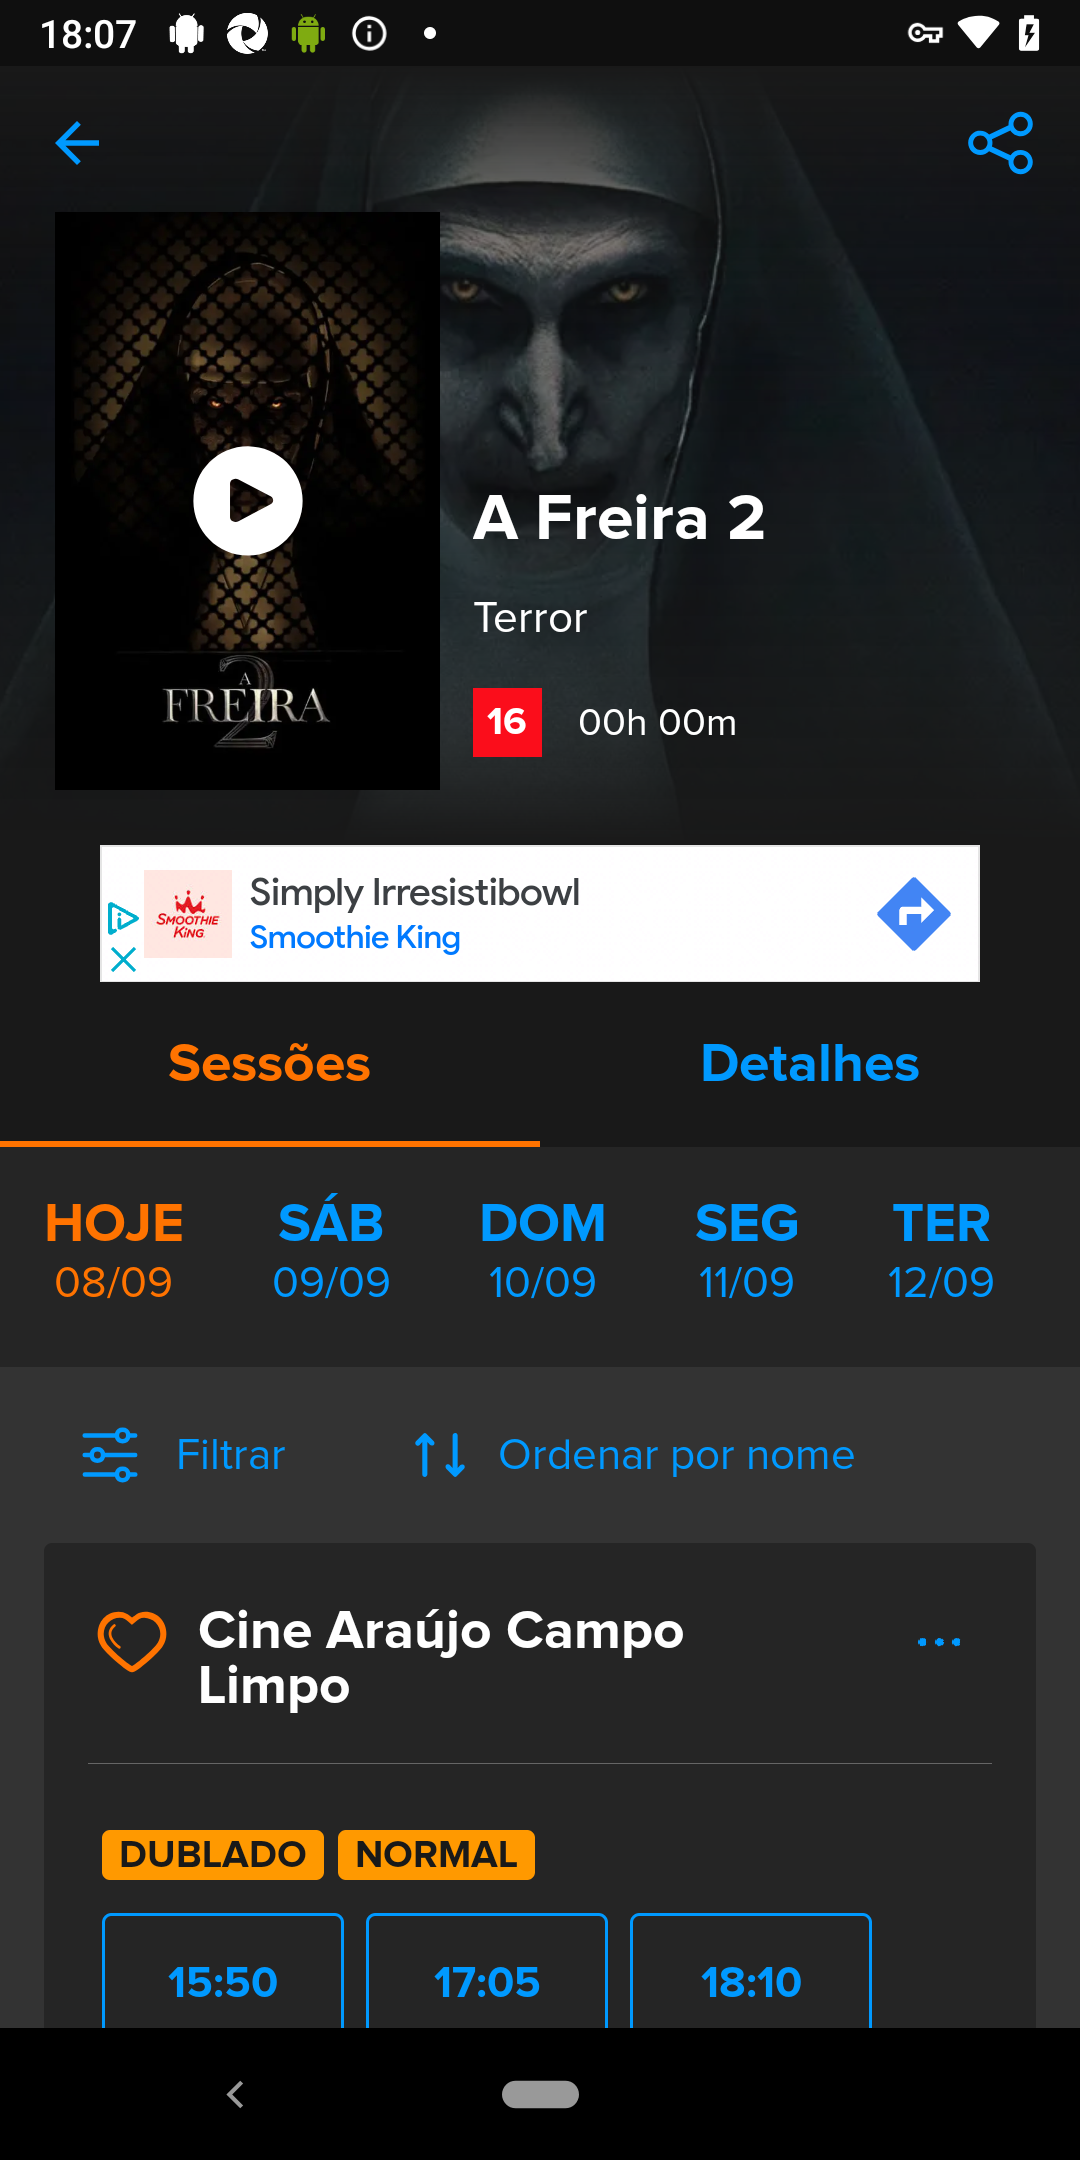 18:07
A Freira 2
Terror
16 00h 00m
A
FREIRA
2
Simply Irresistibowl
Smoothie King
SMOOTHIE
KING
Sessões Detalhes
HOJE SÁB DOM SEG TER
08/09 09/09 10/09 11/09 12/09
Filtrar Ordenar por nome
Cine Araújo Campo
Limpo
DUBLADO NORMAL
15:50 17:05 18:10